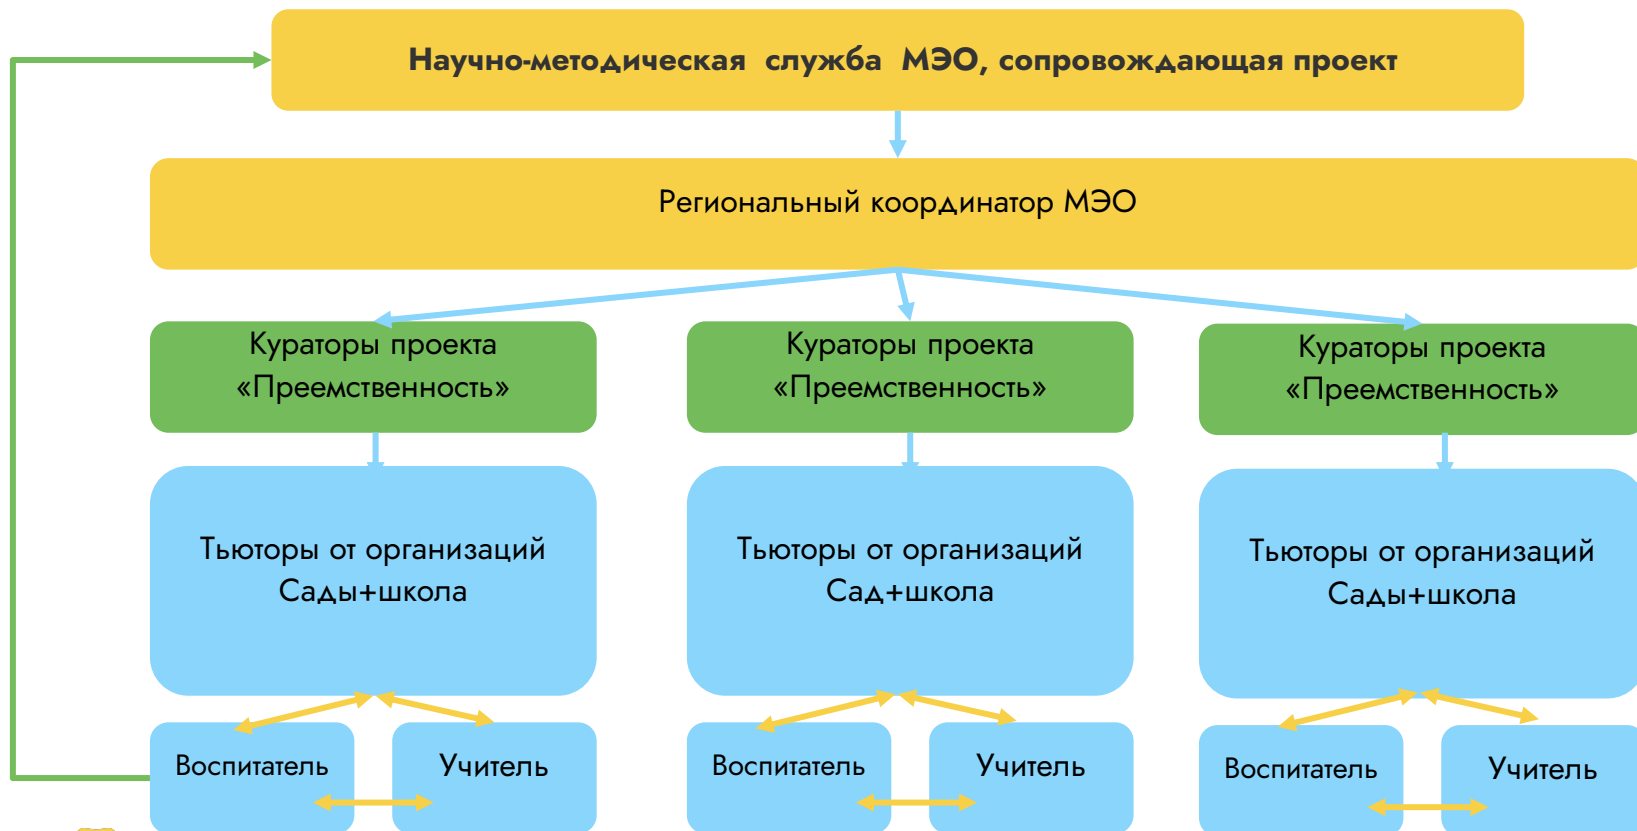 Научно-методическая служба МЭО, сопровождающая проект
Региональный координатор МЭО
Кураторы проекта
«Преемственность»
Кураторы проекта
«Преемственность»
Кураторы проекта
«Преемственность»
Тьюторы от организаций
Сады+школа
Тьюторы от организаций
Сад+школа
Тьюторы от организаций
Сады+школа
Воспитатель
Учитель
Воспитатель
Учитель
Воспитатель
Учитель